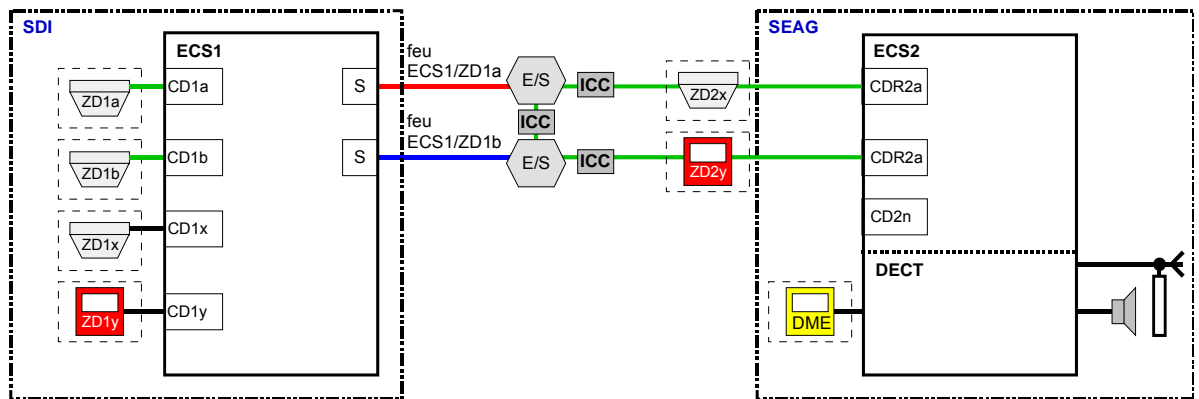 SDI
ECS1
ZD1a
CD1a
ZD1b
CD1b
ZD1x
CD1x
ZD1y
CD1y
S
S
feu
ECS1/ZD1a
feu
ECS1/ZD1b
E/S
ICC
ICC
E/S
ICC
ZD2x
ZD2y
SEAG
ECS2
CDR2a
CDR2a
CD2n
DECT
DME